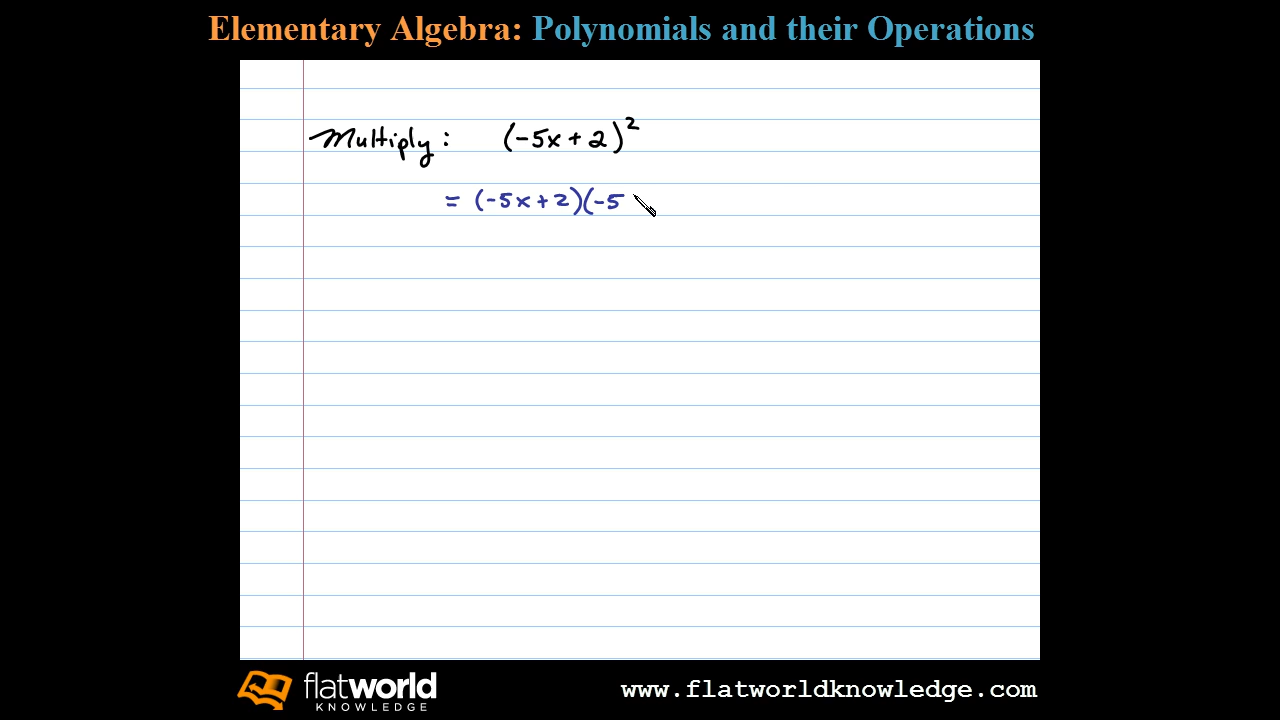 Elementary Algebra: Polynomials and their Operations
Multiply: (-5x+2)²
= (-5x+2)(-5
flatworld
KNOWLEDGE
www.flatworldknowledge.com